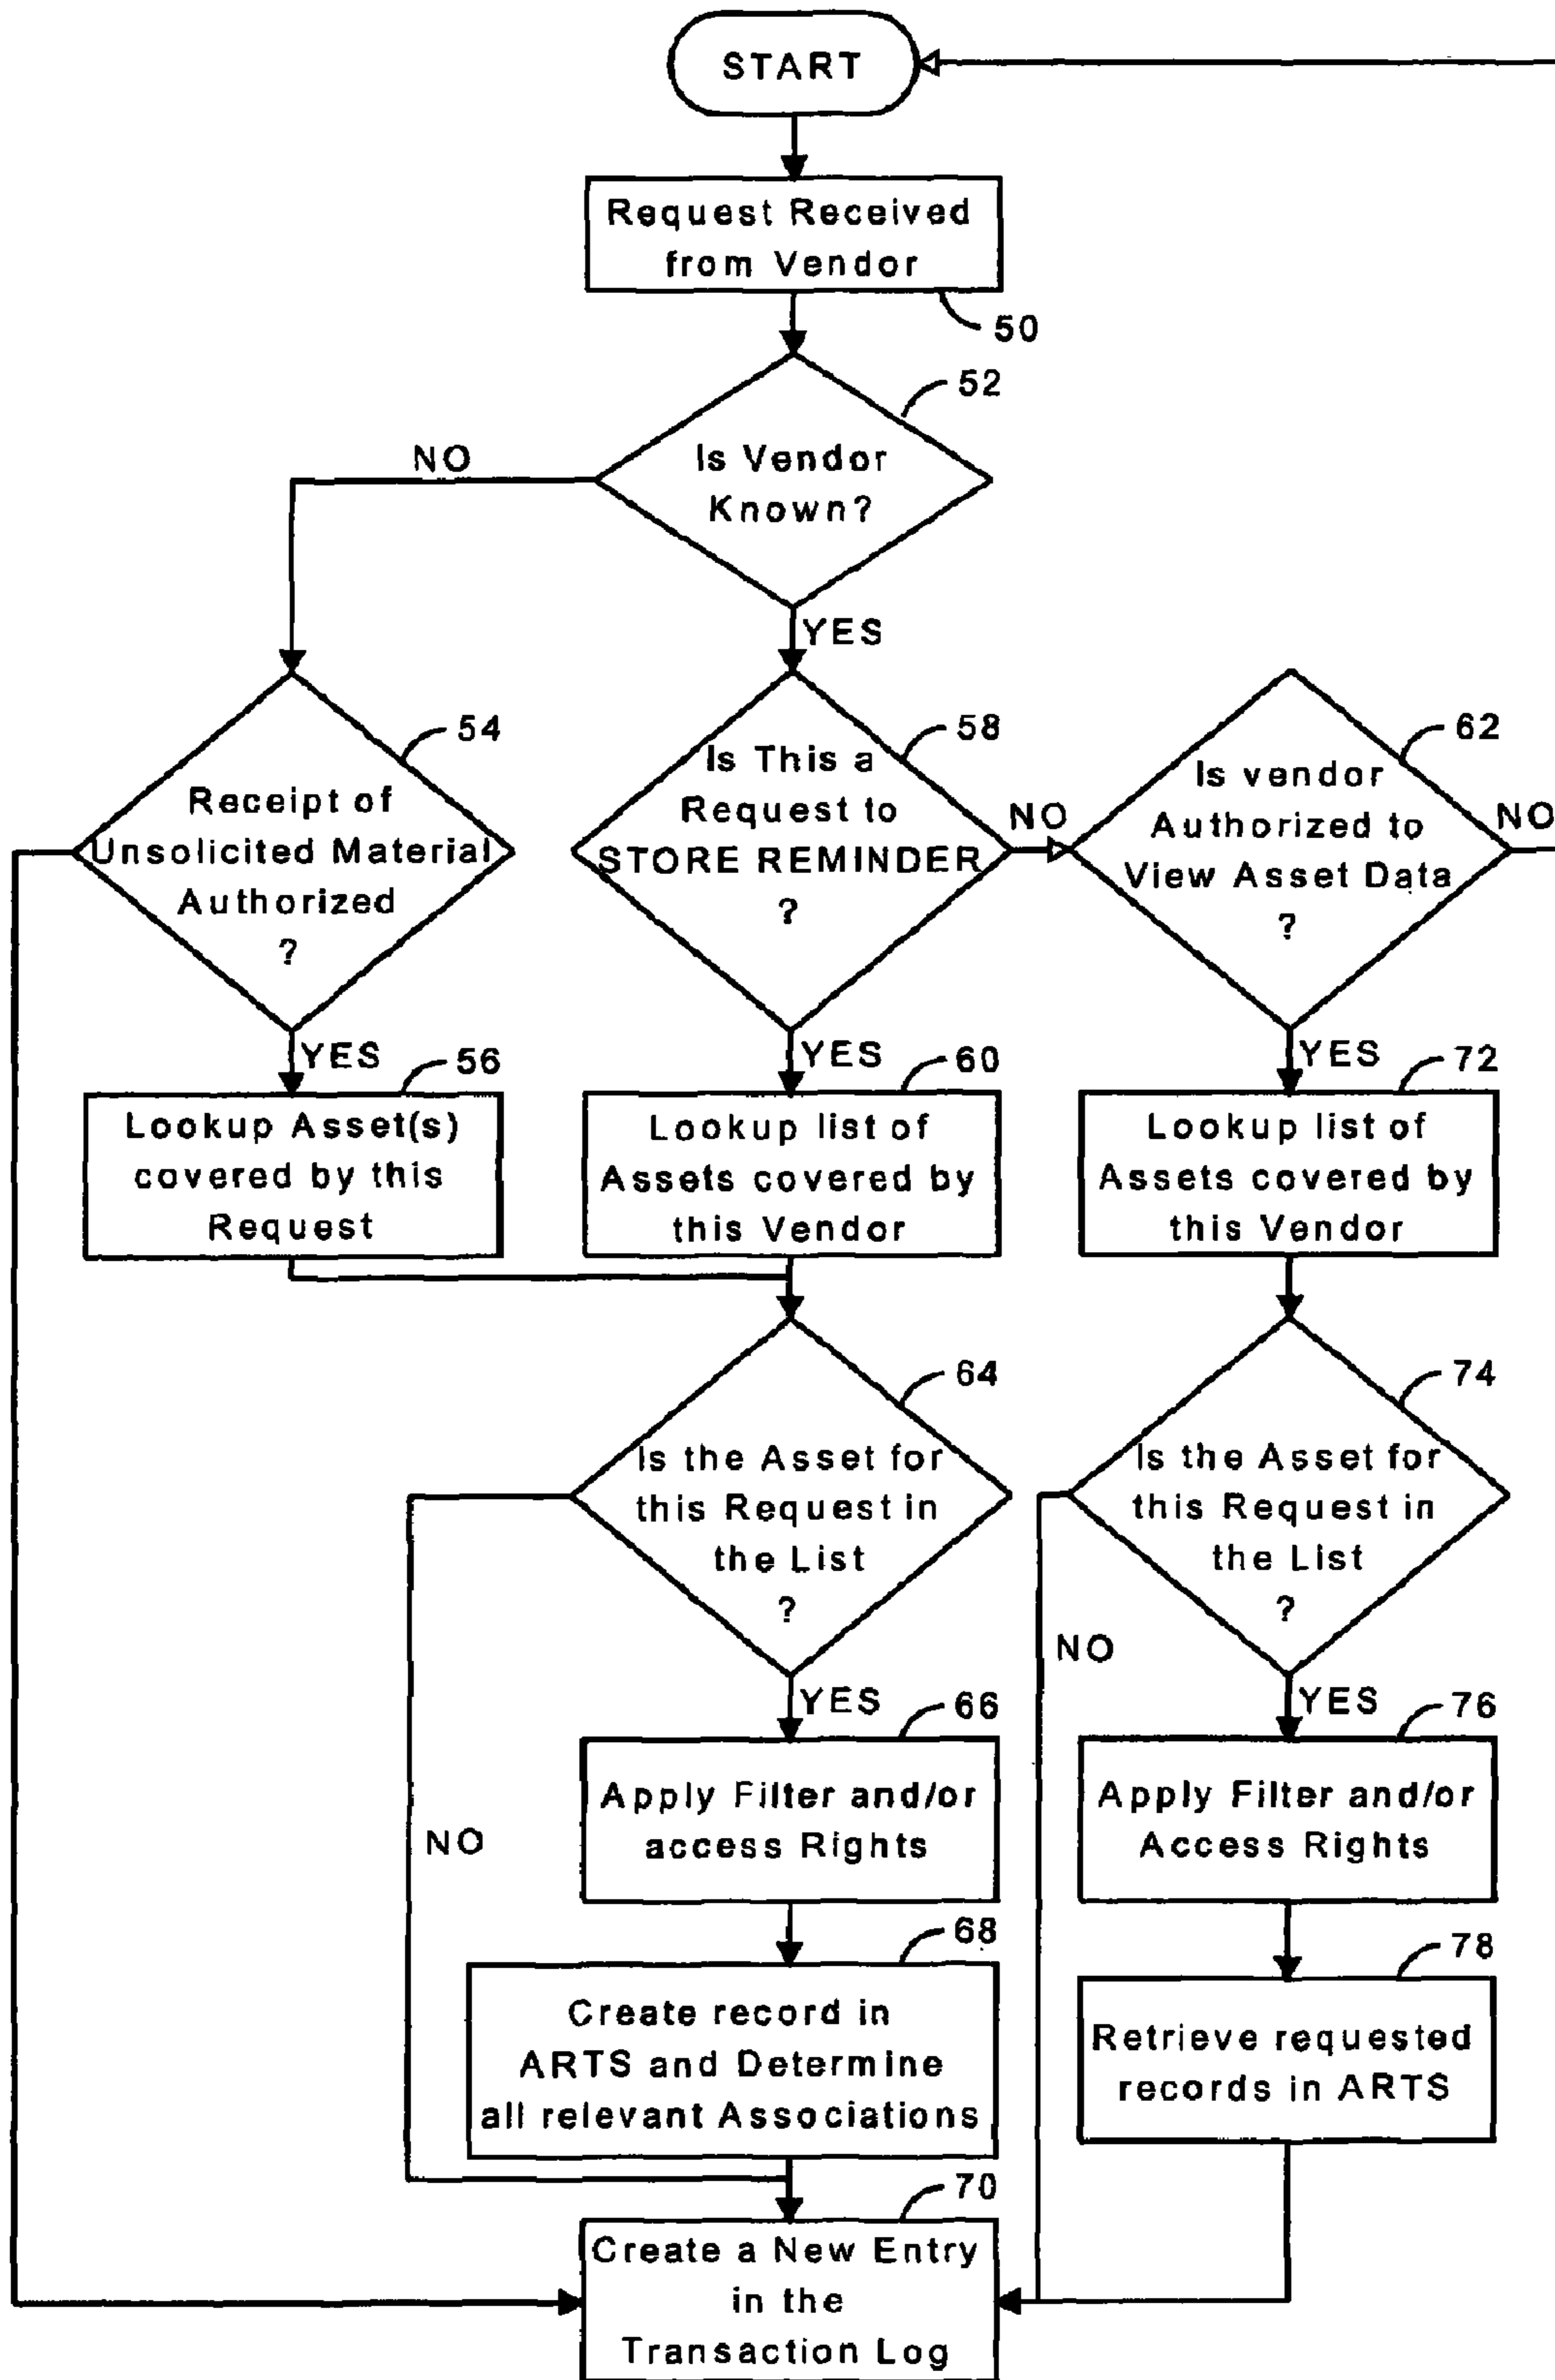 START
Request Received
from Vendor
50
52
Is Vendor
Known?
NO
YES
54
Receipt of
Unsolicited Material
Authorized
?
58
Is This a
Request to
STORE REMINDER
?
NO
62
Is vendor
Authorized to
View Asset Data
?
NO
YES
56
Lookup Asset(s)
covered by this
Request
YES
60
Lookup list of
Assets covered by
this Vendor
YES
72
Lookup list of
Assets covered by
this Vendor
64
Is the Asset for
this Request in
the List
?
74
Is the Asset for
this Request in
the List
?
NO
YES
66
Apply Filter and/or
access Rights
NO
YES
76
Apply Filter and/or
Access Rights
68
Create record in
ARTS and Determine
all relevant Associations
78
Retrieve requested
records in ARTS
70
Create a New Entry
in the
Transaction Log